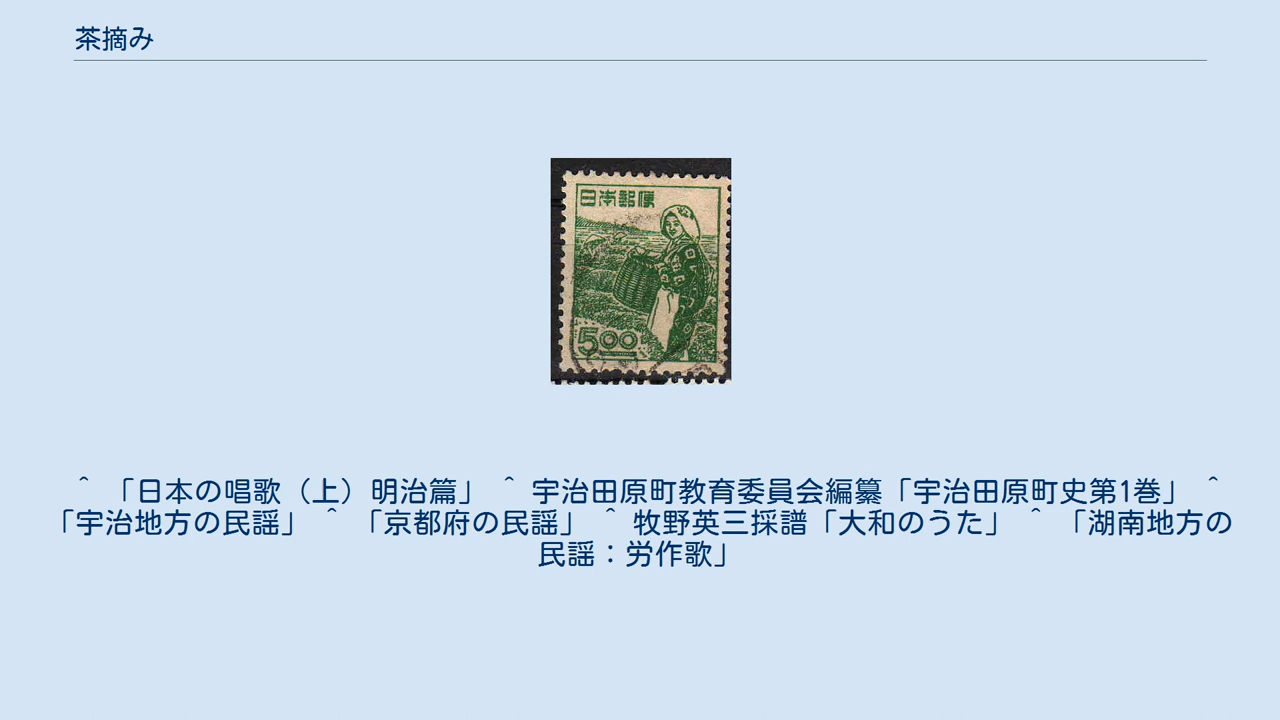 茶摘み
日本郵便
500
^ 「日本の唱歌（上）明治篇」 ^ 宇治田原町教育委員会編纂「宇治田原町史第1巻」 ^
「宇治地方の民謡」 ^ 「京都府の民謡」 ^ 牧野英三採譜「大和のうた」 ^ 「湖南地方の
民謡：労作歌」